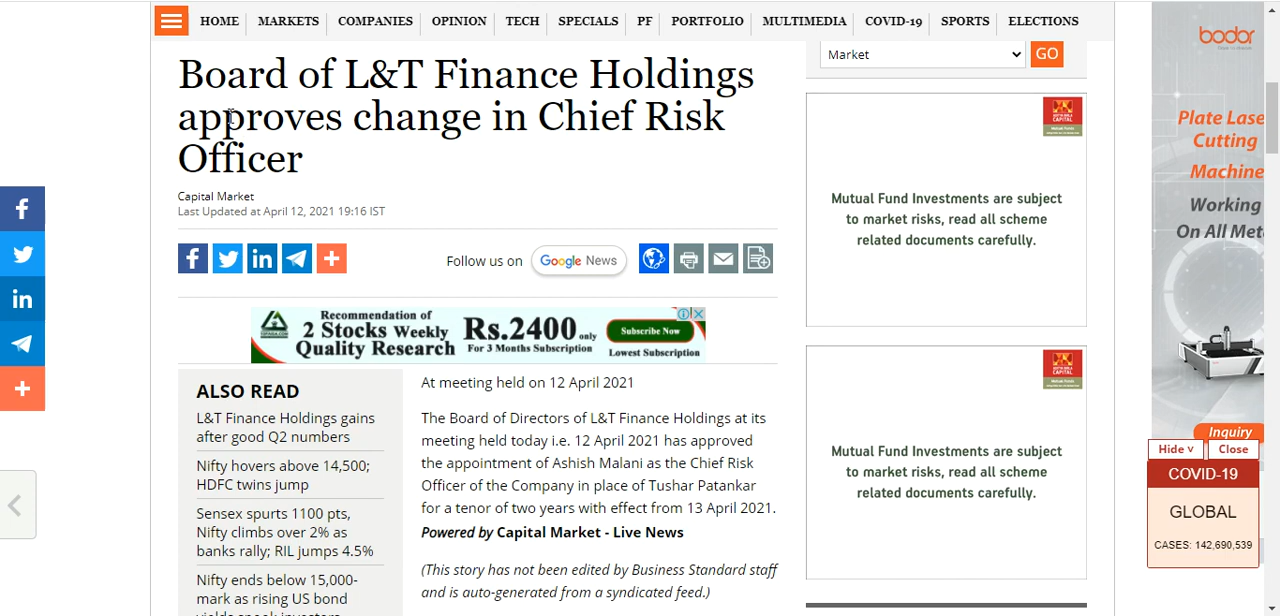 HOME MARKETS COMPANIES OPINION TECH SPECIALS PF PORTFOLIO MULTIMEDIA COVID-19 SPORTS ELECTIONS
Board of L&T Finance Holdings
approves change in Chief Risk
Officer
Capital Market
Last Updated at April 12, 2021 19:16 IST
Follow us on Google News
Recommendation of
2 Stocks Weekly
Quality Research
Rs.2400 only
For 3 Months Subscription
Subscribe Now
Lowest Subscription
ALSO READ
L&T Finance Holdings gains
after good Q2 numbers
Nifty hovers above 14,500;
HDFC twins jump
Sensex spurts 1100 pts,
Nifty climbs over 2% as
banks rally; RIL jumps 4.5%
Nifty ends below 15,000-
mark as rising US bond
At meeting held on 12 April 2021
The Board of Directors of L&T Finance Holdings at its
meeting held today i.e. 12 April 2021 has approved
the appointment of Ashish Malani as the Chief Risk
Officer of the Company in place of Tushar Patankar
for a tenor of two years with effect from 13 April 2021.
Powered by Capital Market - Live News
(This story has not been edited by Business Standard staff
and is auto-generated from a syndicated feed.)
Market GO
Mutual Fund Investments are subject
to market risks, read all scheme
related documents carefully.
Mutual Fund Investments are subject
to market risks, read all scheme
related documents carefully.
bodor
Plate Lase
Cutting
Machine
Working
On All Met
Inquiry
Hide v Close
COVID-19
GLOBAL
CASES: 142,690,539